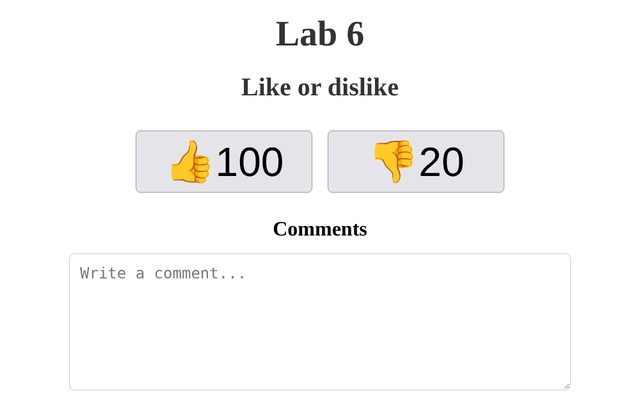 Lab 6
Like or dislike
👍100 👎20
Comments
Write a comment...